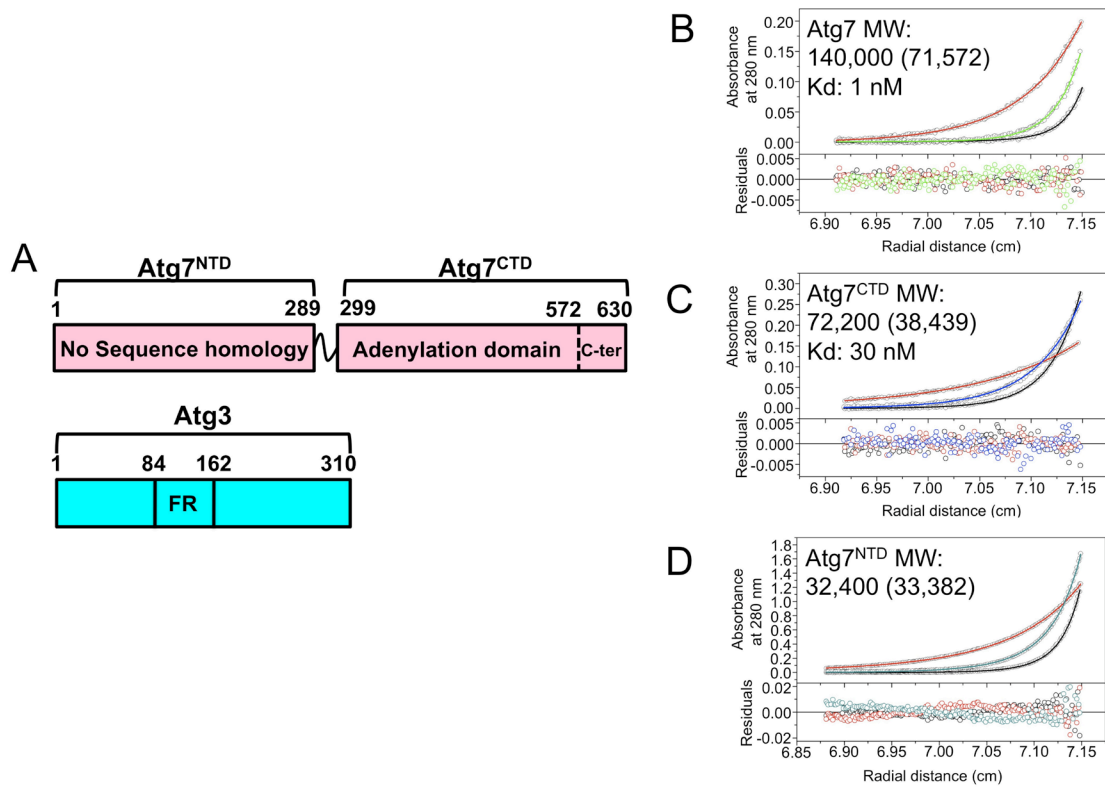 A
Atg7NTD
Atg7CTD
1
289
299
572
630
No Sequence homology
Adenylation domain
C-ter
Atg3
1
84
162
310
FR
B
Atg7 MW:
140,000 (71,572)
Kd: 1 nM
Absorbance
at 280 nm
0.20
0.15
0.10
0.05
0.00
Residuals
0.005
0.000
-0.005
6.90 6.95 7.00 7.05 7.10 7.15
Radial distance (cm)
C
Atg7CTD MW:
72,200 (38,439)
Kd: 30 nM
Absorbance
at 280 nm
0.30
0.25
0.20
0.15
0.10
0.05
0.00
Residuals
0.005
0.000
-0.005
6.90 6.95 7.00 7.05 7.10 7.15
Radial distance (cm)
D
Atg7NTD MW:
32,400 (33,382)
Absorbance
at 280 nm
1.8
1.6
1.4
1.2
1.0
0.8
0.6
0.4
0.2
0.0
Residuals
0.02
0.00
-0.02
6.85 6.90 6.95 7.00 7.05 7.10 7.15
Radial distance (cm)